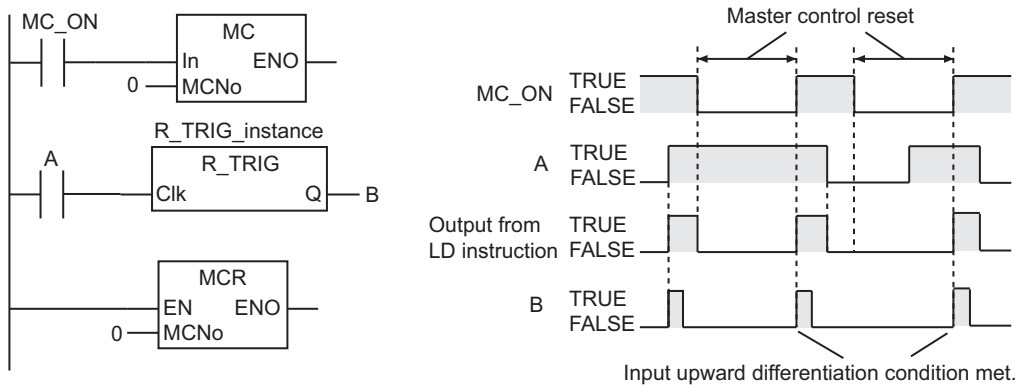 MC_ON
MC
In ENO
0 MCNo
R_TRIG_instance
A
R_TRIG
Clk Q B
MCR
EN ENO
0 MCNo
Master control reset
MC_ON TRUE
FALSE
A TRUE
FALSE
Output from
LD instruction
TRUE
FALSE
B TRUE
FALSE
Input upward differentiation condition met.